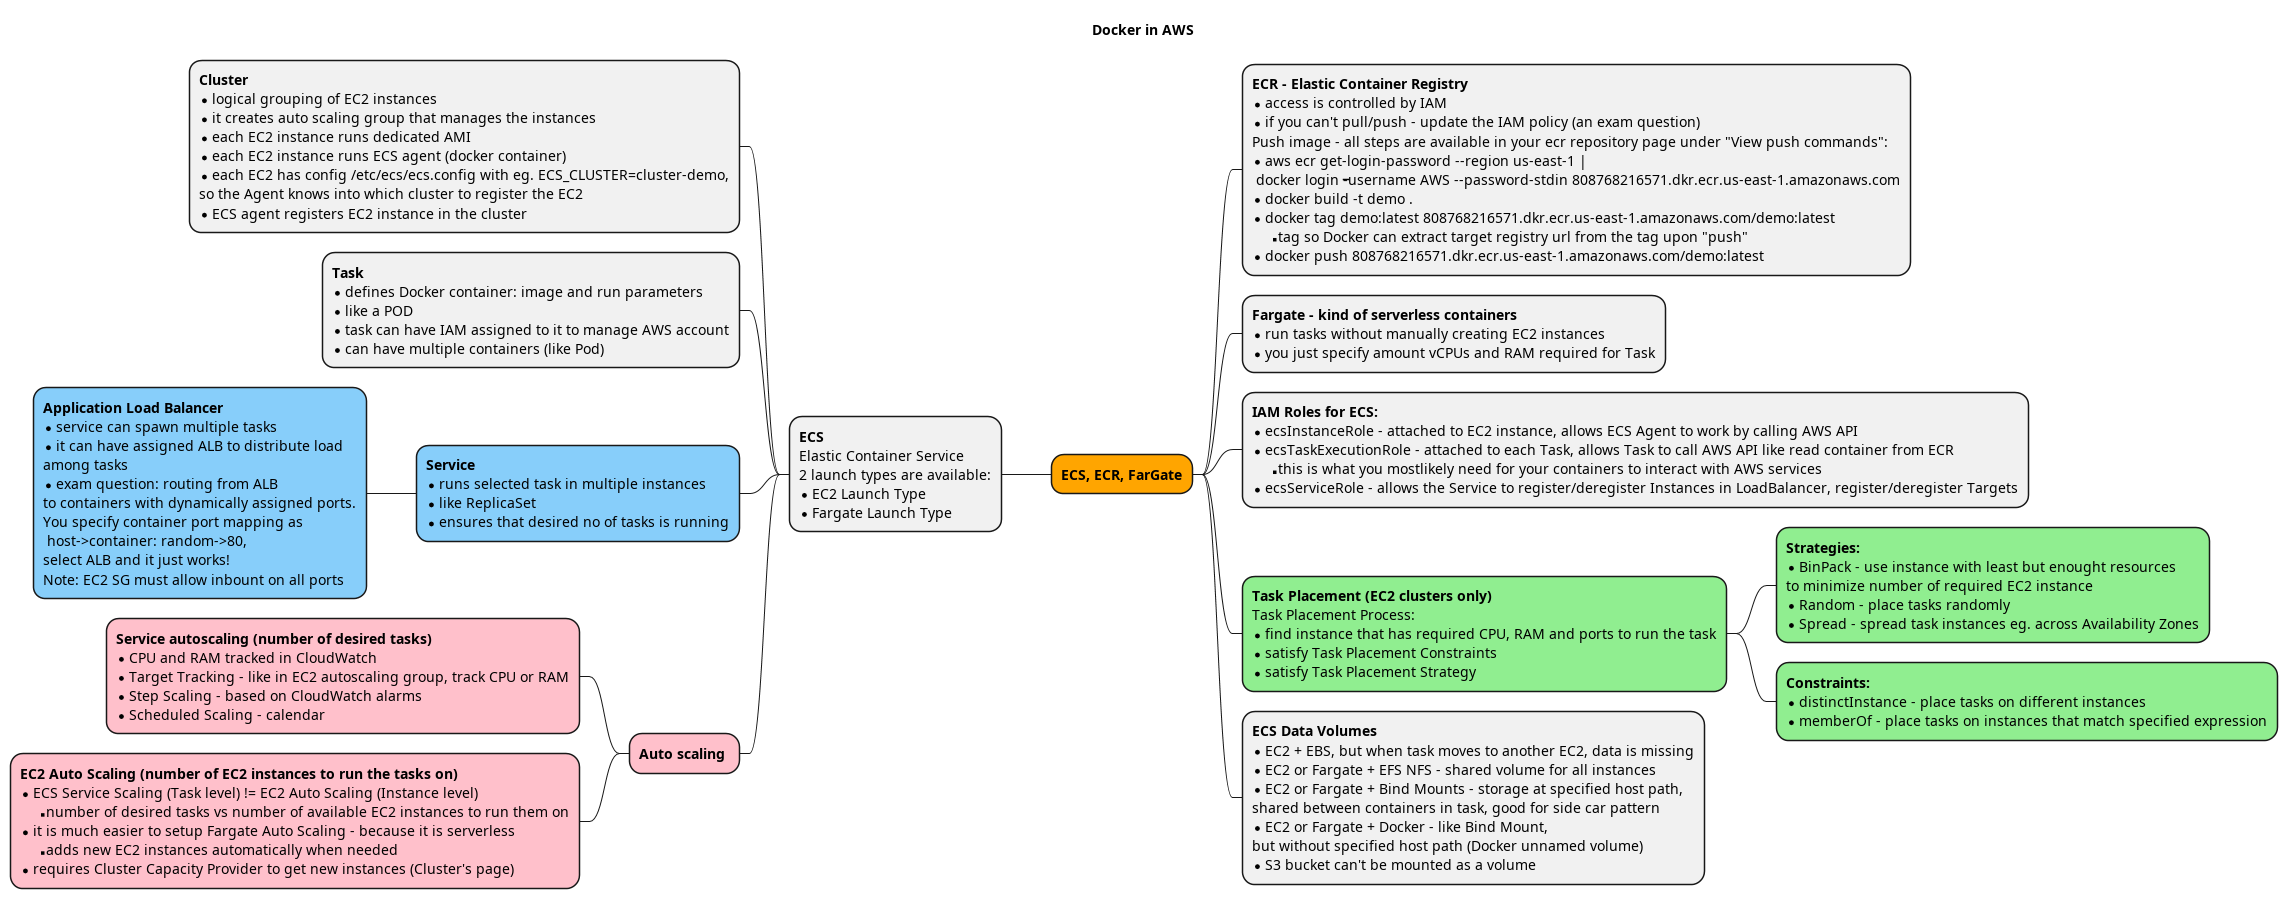 Docker in AWS
Cluster
• logical grouping of EC2 instances
• it creates auto scaling group that manages the instances
• each EC2 instance runs dedicated AMI
• each EC2 instance runs ECS agent (docker container)
• each EC2 has config /etc/ecs/ecs.config with eg. ECS_CLUSTER=cluster-demo,
so the Agent knows into which cluster to register the EC2
• ECS agent registers EC2 instance in the cluster
Task
• defines Docker container: image and run parameters
• like a POD
• task can have IAM assigned to it to manage AWS account
• can have multiple containers (like Pod)
Application Load Balancer
• service can spawn multiple tasks
• it can have assigned ALB to distribute load
among tasks
• exam question: routing from ALB
to containers with dynamically assigned ports.
You specify container port mapping as
host->container: random->80,
select ALB and it just works!
Note: EC2 SG must allow inbount on all ports
Service
• runs selected task in multiple instances
• like ReplicaSet
• ensures that desired no of tasks is running
Service autoscaling (number of desired tasks)
• CPU and RAM tracked in CloudWatch
• Target Tracking - like in EC2 autoscaling group, track CPU or RAM
• Step Scaling - based on CloudWatch alarms
• Scheduled Scaling - calendar
EC2 Auto Scaling (number of EC2 instances to run the tasks on)
• ECS Service Scaling (Task level) != EC2 Auto Scaling (Instance level)
▪ number of desired tasks vs number of available EC2 instances to run them on
• it is much easier to setup Fargate Auto Scaling - because it is serverless
▪ adds new EC2 instances automatically when needed
• requires Cluster Capacity Provider to get new instances (Cluster's page)
Auto scaling
ECS
Elastic Container Service
2 launch types are available:
• EC2 Launch Type
• Fargate Launch Type
ECS, ECR, FarGate
ECR - Elastic Container Registry
• access is controlled by IAM
• if you can't pull/push - update the IAM policy (an exam question)
Push image - all steps are available in your ecr repository page under "View push commands":
• aws ecr get-login-password --region us-east-1 |
docker login --username AWS --password-stdin 808768216571.dkr.ecr.us-east-1.amazonaws.com
• docker build -t demo .
• docker tag demo:latest 808768216571.dkr.ecr.us-east-1.amazonaws.com/demo:latest
▪ tag so Docker can extract target registry url from the tag upon "push"
• docker push 808768216571.dkr.ecr.us-east-1.amazonaws.com/demo:latest
Fargate - kind of serverless containers
• run tasks without manually creating EC2 instances
• you just specify amount vCPUs and RAM required for Task
IAM Roles for ECS:
• ecsInstanceRole - attached to EC2 instance, allows ECS Agent to work by calling AWS API
• ecsTaskExecutionRole - attached to each Task, allows Task to call AWS API like read container from ECR
▪ this is what you mostlikely need for your containers to interact with AWS services
• ecsServiceRole - allows the Service to register/deregister Instances in LoadBalancer, register/deregister Targets
Task Placement (EC2 clusters only)
Task Placement Process:
• find instance that has required CPU, RAM and ports to run the task
• satisfy Task Placement Constraints
• satisfy Task Placement Strategy
Strategies:
• BinPack - use instance with least but enought resources
to minimize number of required EC2 instance
• Random - place tasks randomly
• Spread - spread task instances eg. across Availability Zones
Constraints:
• distinctInstance - place tasks on different instances
• memberOf - place tasks on instances that match specified expression
ECS Data Volumes
• EC2 + EBS, but when task moves to another EC2, data is missing
• EC2 or Fargate + EFS NFS - shared volume for all instances
• EC2 or Fargate + Bind Mounts - storage at specified host path,
shared between containers in task, good for side car pattern
• EC2 or Fargate + Docker - like Bind Mount,
but without specified host path (Docker unnamed volume)
• S3 bucket can't be mounted as a volume